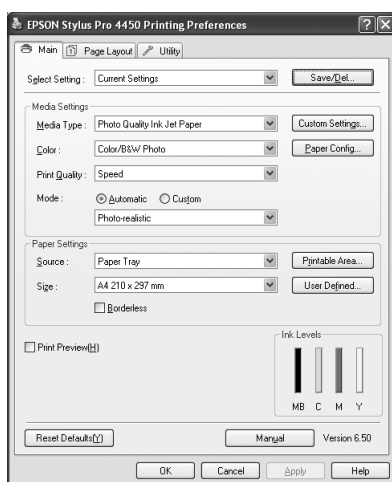 EPSON Stylus Pro 4450 Printing Preferences
Main Page Layout Utility
Select Setting : Current Settings Save/Del...
Media Settings
Media Type : Photo Quality Ink Jet Paper Custom Settings...
Color : Color/B&W Photo Paper Config...
Print Quality : Speed
Mode : Automatic Custom
Photo-realistic
Paper Settings
Source : Paper Tray Printable Area...
Size : A4 210 x 297 mm User Defined...
Borderless
Print Preview(H)
Ink Levels
MB C M Y
Reset Defaults(Y) Manual Version 6.50
OK Cancel Apply Help